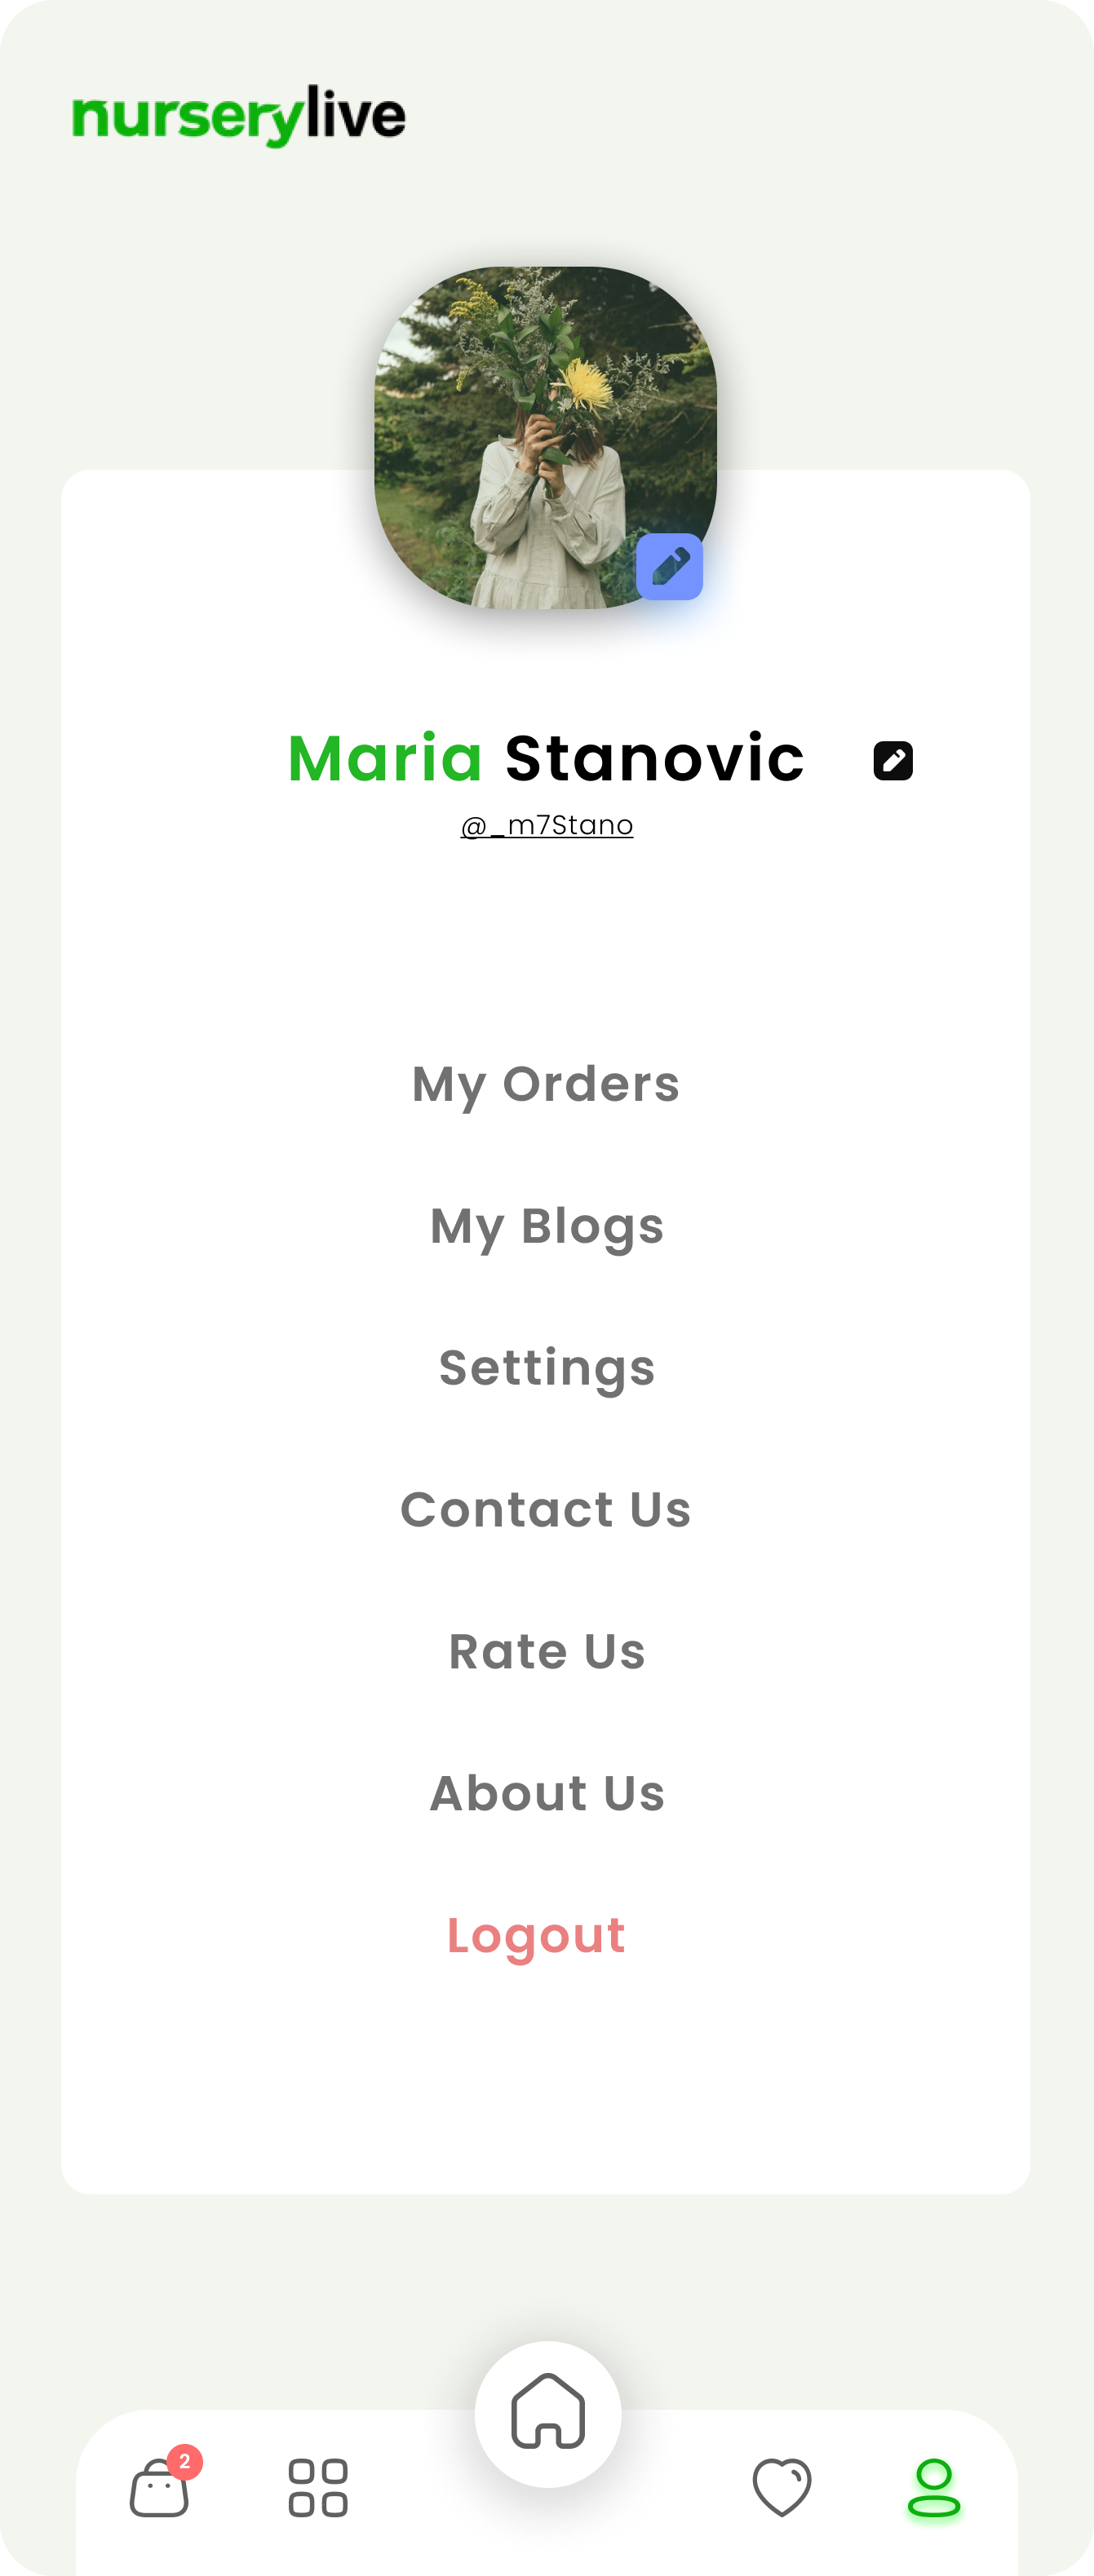 nurserylive
Maria Stanovic
@_m7Stano
My Orders
My Blogs
Settings
Contact Us
Rate Us
About Us
Logout
2